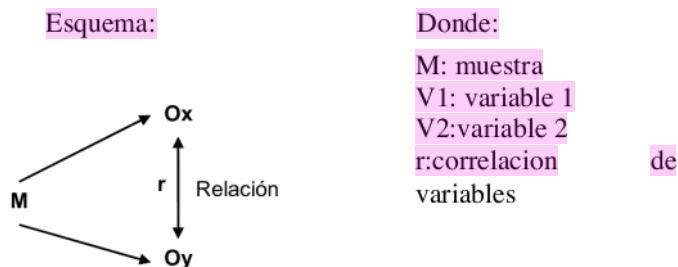 Esquema:
Ox
r Relación
M
Oy
Donde:
M: muestra
V1: variable 1
V2:variable 2
r:correlacion de
variables